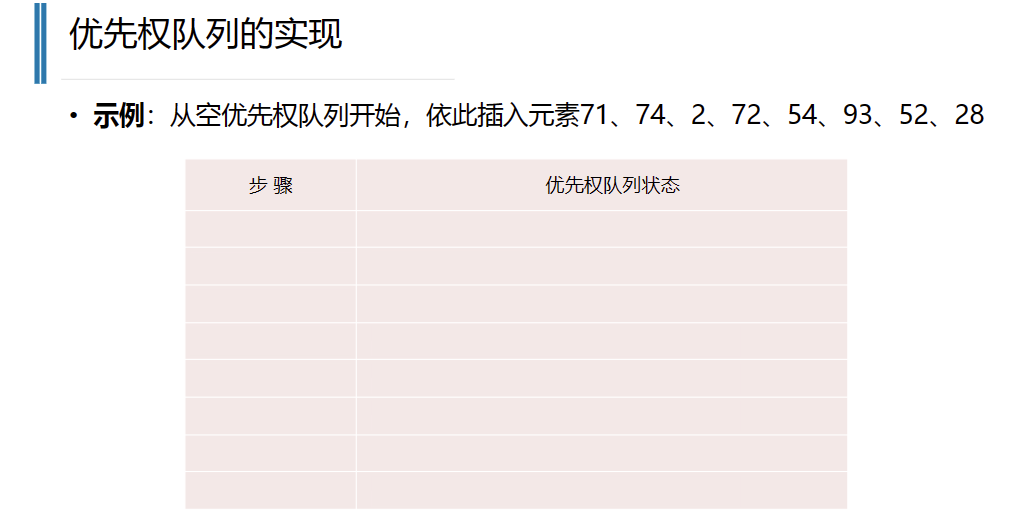 优先权队列的实现
• 示例：从空优先权队列开始，依此插入元素71、74、2、72、54、93、52、28
步 骤 优先权队列状态